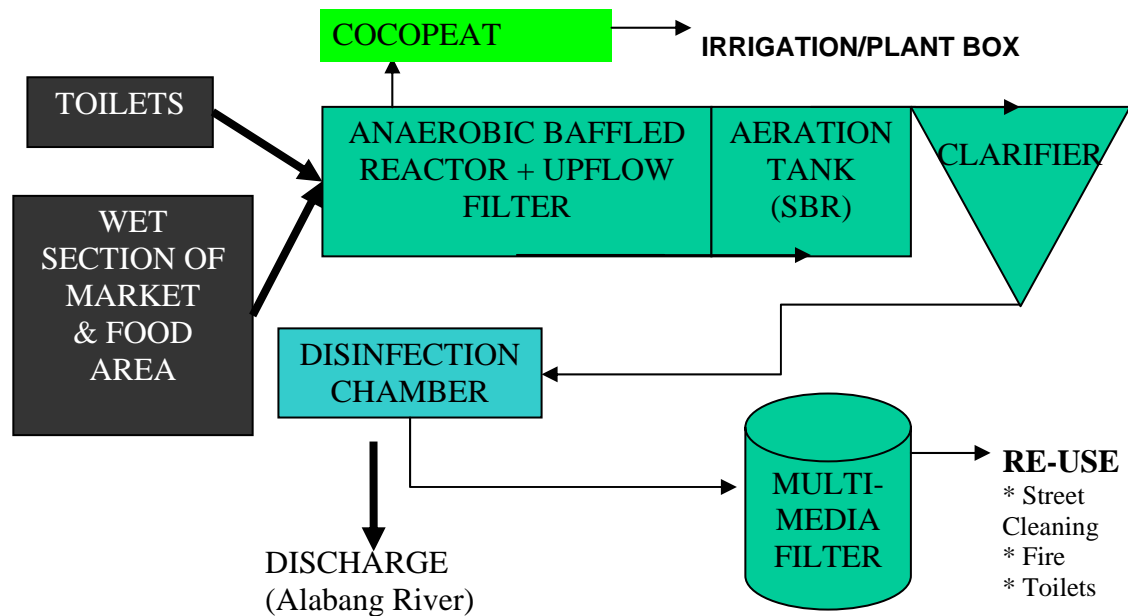 COCOPEAT
IRRIGATION/PLANT BOX
TOILETS
ANAEROBIC BAFFLED
REACTOR + UPFLOW
FILTER
AERATION
TANK
(SBR)
CLARIFIER
WET
SECTION OF
MARKET
& FOOD
AREA
DISINFECTION
CHAMBER
MULTI-
MEDIA
FILTER
RE-USE
* Street
Cleaning
* Fire
* Toilets
DISCHARGE
(Alabang River)